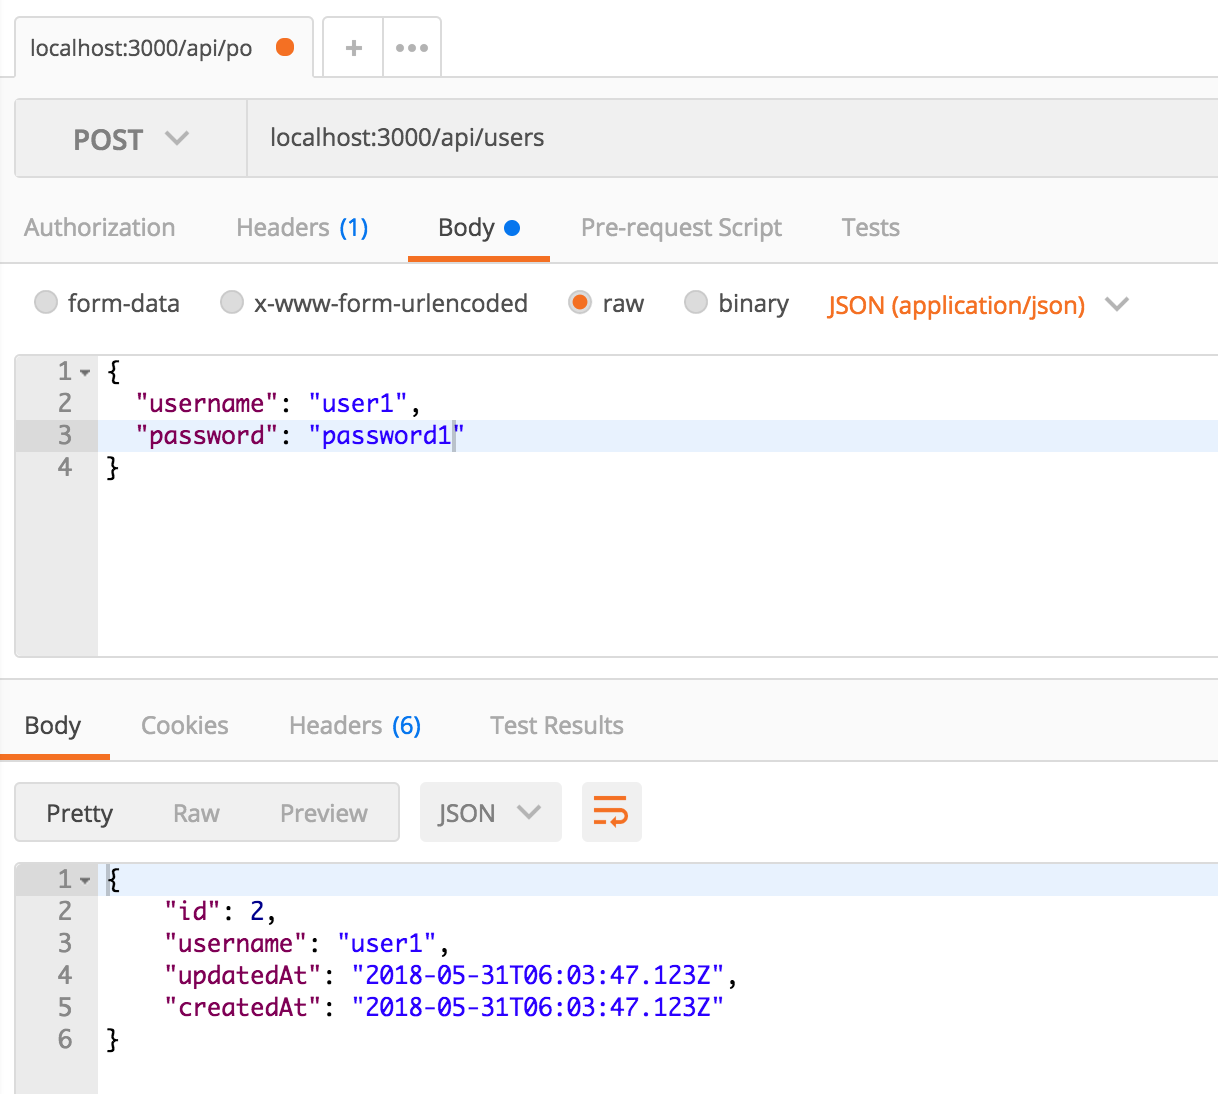 localhost:3000/api/po
POST localhost:3000/api/users
Authorization Headers (1) Body Pre-request Script Tests
form-data x-www-form-urlencoded raw binary JSON (application/json)
1 {
2 "username": "user1",
3 "password": "password1"
4 }
Body Cookies Headers (6) Test Results
Pretty Raw Preview JSON
1 {
2 "id": 2,
3 "username": "user1",
4 "updatedAt": "2018-05-31T06:03:47.123Z",
5 "createdAt": "2018-05-31T06:03:47.123Z"
6 }